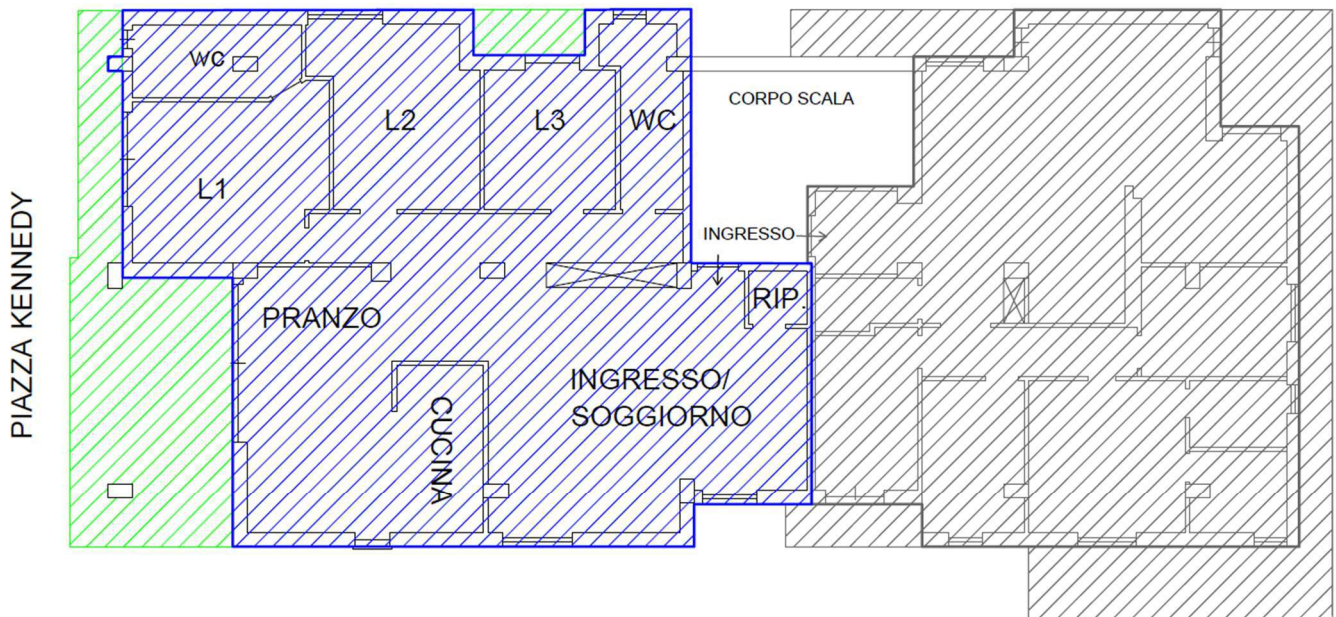 PIAZZA KENNEDY
wc
L2
L3
WC
CORPO SCALA
L1
INGRESSO
RIP.
PRANZO
INGRESSO/
SOGGIORNO
CUCINA